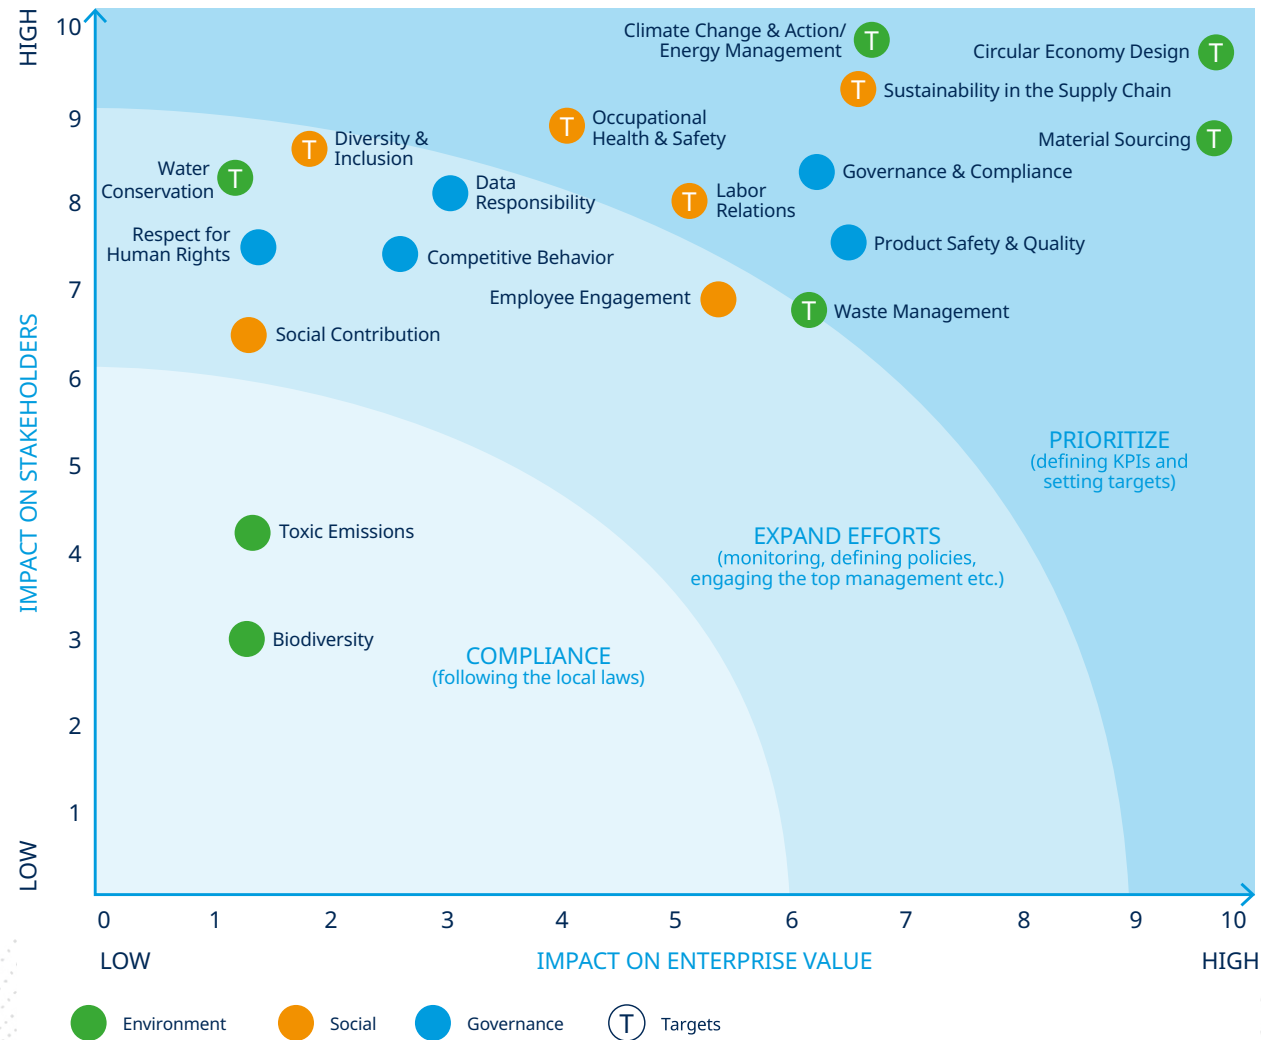 HIGH
10
9
8
7
6
5
4
3
2
1
LOW
IMPACT ON STAKEHOLDERS
Climate Change & Action/
Energy Management
T
Circular Economy Design
T
T
Sustainability in the Supply Chain
T
Occupational
Health & Safety
Material Sourcing
T
T
Diversity &
Inclusion
Water
Conservation
T
Data
Responsibility
Governance & Compliance
T
Labor
Relations
Respect for
Human Rights
Competitive Behavior
Product Safety & Quality
Employee Engagement
T
Waste Management
Social Contribution
PRIORITIZE
(defining KPIs and
setting targets)
Toxic Emissions
EXPAND EFFORTS
(monitoring, defining policies,
engaging the top management etc.)
Biodiversity
COMPLIANCE
(following the local laws)
0 1 2 3 4 5 6 7 8 9 10
LOW IMPACT ON ENTERPRISE VALUE HIGH
Environment Social Governance T Targets